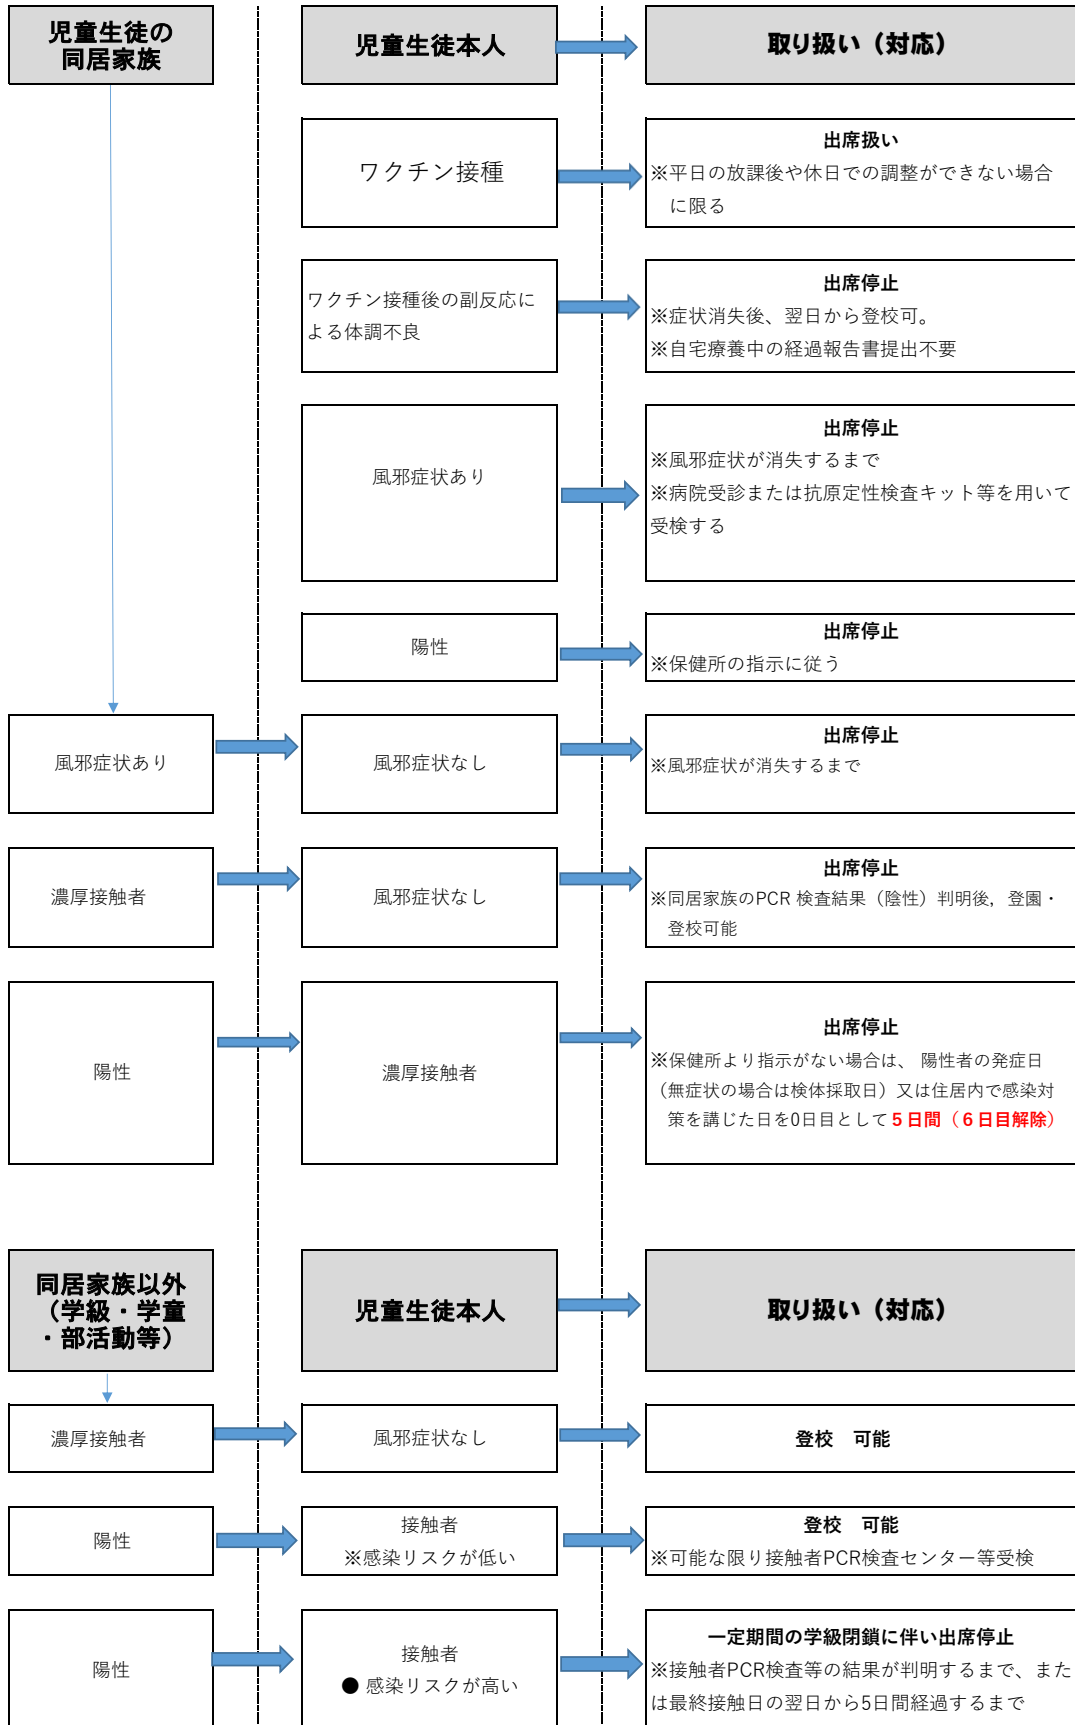 児童生徒の
同居家族
児童生徒本人
取り扱い（対応）
ワクチン接種
出席扱い
※平日の放課後や休日での調整ができない場合
に限る
ワクチン接種後の副反応に
よる体調不良
出席停止
※症状消失後、翌日から登校可。
※自宅療養中の経過報告書提出不要
風邪症状あり
出席停止
※風邪症状が消失するまで
※病院受診または抗原定性検査キット等を用いて
受検する
陽性
出席停止
※保健所の指示に従う
風邪症状あり
風邪症状なし
出席停止
※風邪症状が消失するまで
濃厚接触者
風邪症状なし
出席停止
※同居家族のPCR 検査結果（陰性）判明後，登園・
登校可能
陽性
濃厚接触者
出席停止
※保健所より指示がない場合は、 陽性者の発症日
（無症状の場合は検体採取日）又は住居内で感染対
策を講じた日を0日目として５日間（６日目解除）
同居家族以外
（学級・学童
・部活動等）
児童生徒本人
取り扱い（対応）
濃厚接触者
風邪症状なし
登校　可能
陽性
接触者
※感染リスクが低い
登校　可能
※可能な限り接触者PCR検査センター等受検
陽性
接触者
● 感染リスクが高い
一定期間の学級閉鎖に伴い出席停止
※接触者PCR検査等の結果が判明するまで、また
は最終接触日の翌日から5日間経過するまで